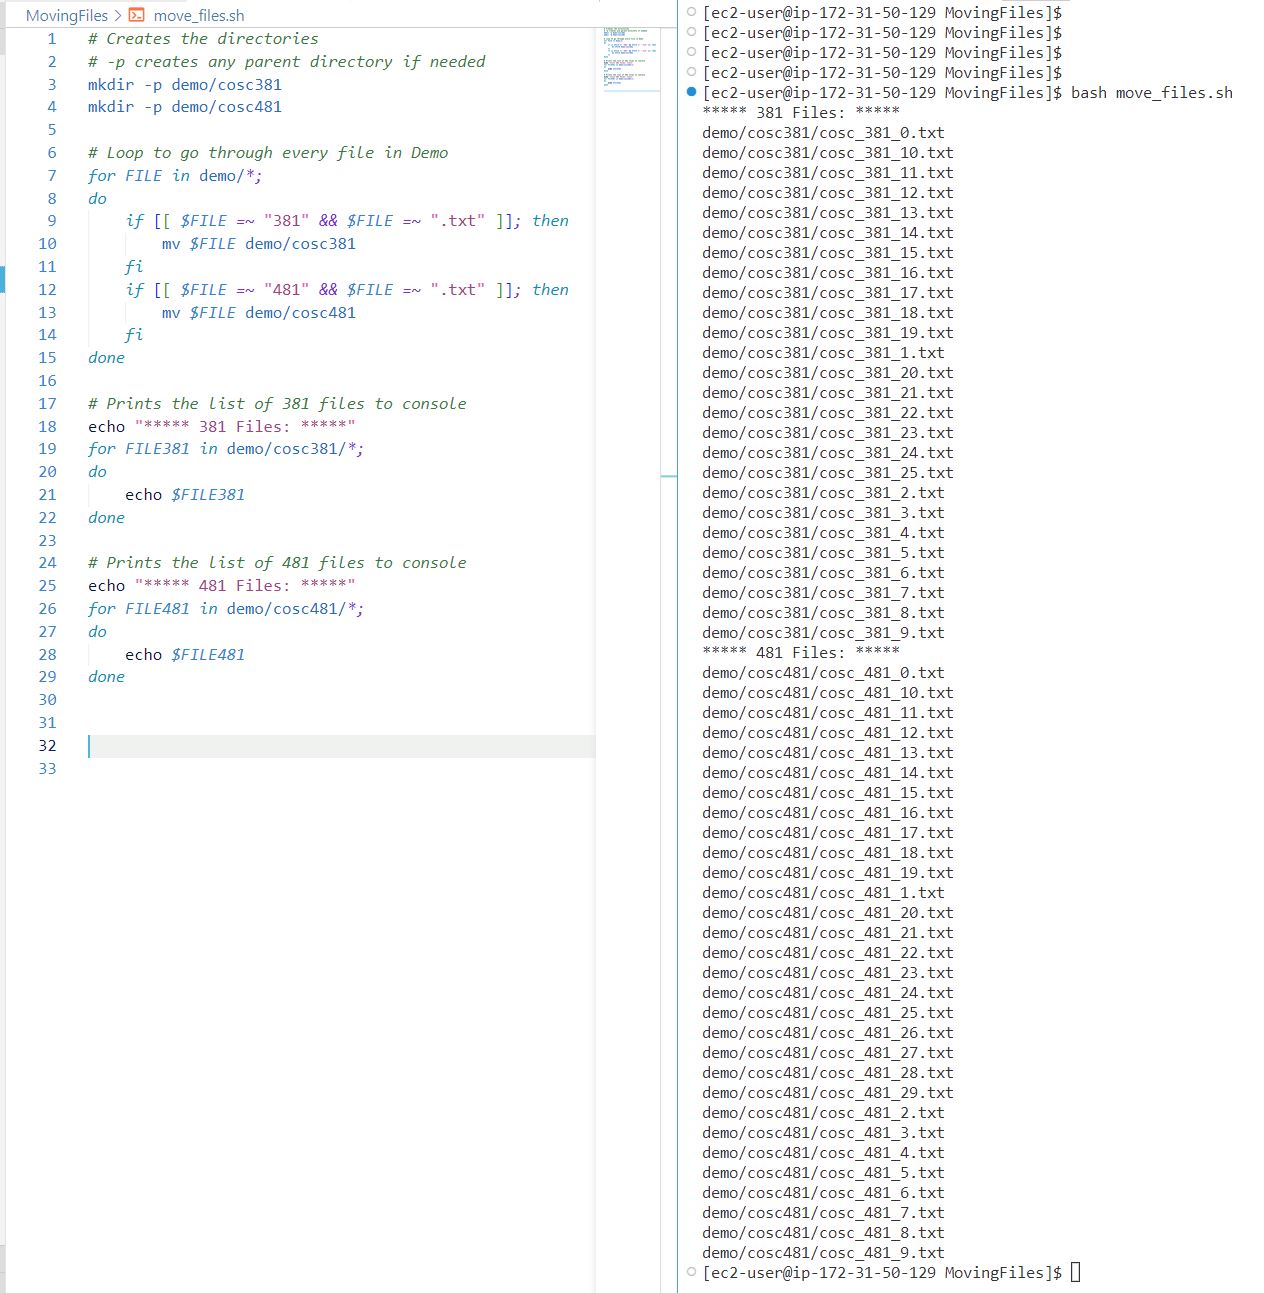 MovingFiles > move_files.sh
1 # Creates the directories
2 # -p creates any parent directory if needed
3 mkdir -p demo/cosc381
4 mkdir -p demo/cosc481
5
6 # Loop to go through every file in Demo
7 for FILE in demo/*;
8 do
9     if [[ $FILE =~ "381" && $FILE =~ ".txt" ]]; then
10         mv $FILE demo/cosc381
11     fi
12     if [[ $FILE =~ "481" && $FILE =~ ".txt" ]]; then
13         mv $FILE demo/cosc481
14     fi
15 done
16
17 # Prints the list of 381 files to console
18 echo "***** 381 Files: *****"
19 for FILE381 in demo/cosc381/*;
20 do
21     echo $FILE381
22 done
23
24 # Prints the list of 481 files to console
25 echo "***** 481 Files: *****"
26 for FILE481 in demo/cosc481/*;
27 do
28     echo $FILE481
29 done
30
31
32
33
[ec2-user@ip-172-31-50-129 MovingFiles]$
[ec2-user@ip-172-31-50-129 MovingFiles]$
[ec2-user@ip-172-31-50-129 MovingFiles]$
[ec2-user@ip-172-31-50-129 MovingFiles]$
[ec2-user@ip-172-31-50-129 MovingFiles]$ bash move_files.sh
***** 381 Files: *****
demo/cosc381/cosc_381_0.txt
demo/cosc381/cosc_381_10.txt
demo/cosc381/cosc_381_11.txt
demo/cosc381/cosc_381_12.txt
demo/cosc381/cosc_381_13.txt
demo/cosc381/cosc_381_14.txt
demo/cosc381/cosc_381_15.txt
demo/cosc381/cosc_381_16.txt
demo/cosc381/cosc_381_17.txt
demo/cosc381/cosc_381_18.txt
demo/cosc381/cosc_381_19.txt
demo/cosc381/cosc_381_1.txt
demo/cosc381/cosc_381_20.txt
demo/cosc381/cosc_381_21.txt
demo/cosc381/cosc_381_22.txt
demo/cosc381/cosc_381_23.txt
demo/cosc381/cosc_381_24.txt
demo/cosc381/cosc_381_25.txt
demo/cosc381/cosc_381_2.txt
demo/cosc381/cosc_381_3.txt
demo/cosc381/cosc_381_4.txt
demo/cosc381/cosc_381_5.txt
demo/cosc381/cosc_381_6.txt
demo/cosc381/cosc_381_7.txt
demo/cosc381/cosc_381_8.txt
demo/cosc381/cosc_381_9.txt
***** 481 Files: *****
demo/cosc481/cosc_481_0.txt
demo/cosc481/cosc_481_10.txt
demo/cosc481/cosc_481_11.txt
demo/cosc481/cosc_481_12.txt
demo/cosc481/cosc_481_13.txt
demo/cosc481/cosc_481_14.txt
demo/cosc481/cosc_481_15.txt
demo/cosc481/cosc_481_16.txt
demo/cosc481/cosc_481_17.txt
demo/cosc481/cosc_481_18.txt
demo/cosc481/cosc_481_19.txt
demo/cosc481/cosc_481_1.txt
demo/cosc481/cosc_481_20.txt
demo/cosc481/cosc_481_21.txt
demo/cosc481/cosc_481_22.txt
demo/cosc481/cosc_481_23.txt
demo/cosc481/cosc_481_24.txt
demo/cosc481/cosc_481_25.txt
demo/cosc481/cosc_481_26.txt
demo/cosc481/cosc_481_27.txt
demo/cosc481/cosc_481_28.txt
demo/cosc481/cosc_481_29.txt
demo/cosc481/cosc_481_2.txt
demo/cosc481/cosc_481_3.txt
demo/cosc481/cosc_481_4.txt
demo/cosc481/cosc_481_5.txt
demo/cosc481/cosc_481_6.txt
demo/cosc481/cosc_481_7.txt
demo/cosc481/cosc_481_8.txt
demo/cosc481/cosc_481_9.txt
[ec2-user@ip-172-31-50-129 MovingFiles]$